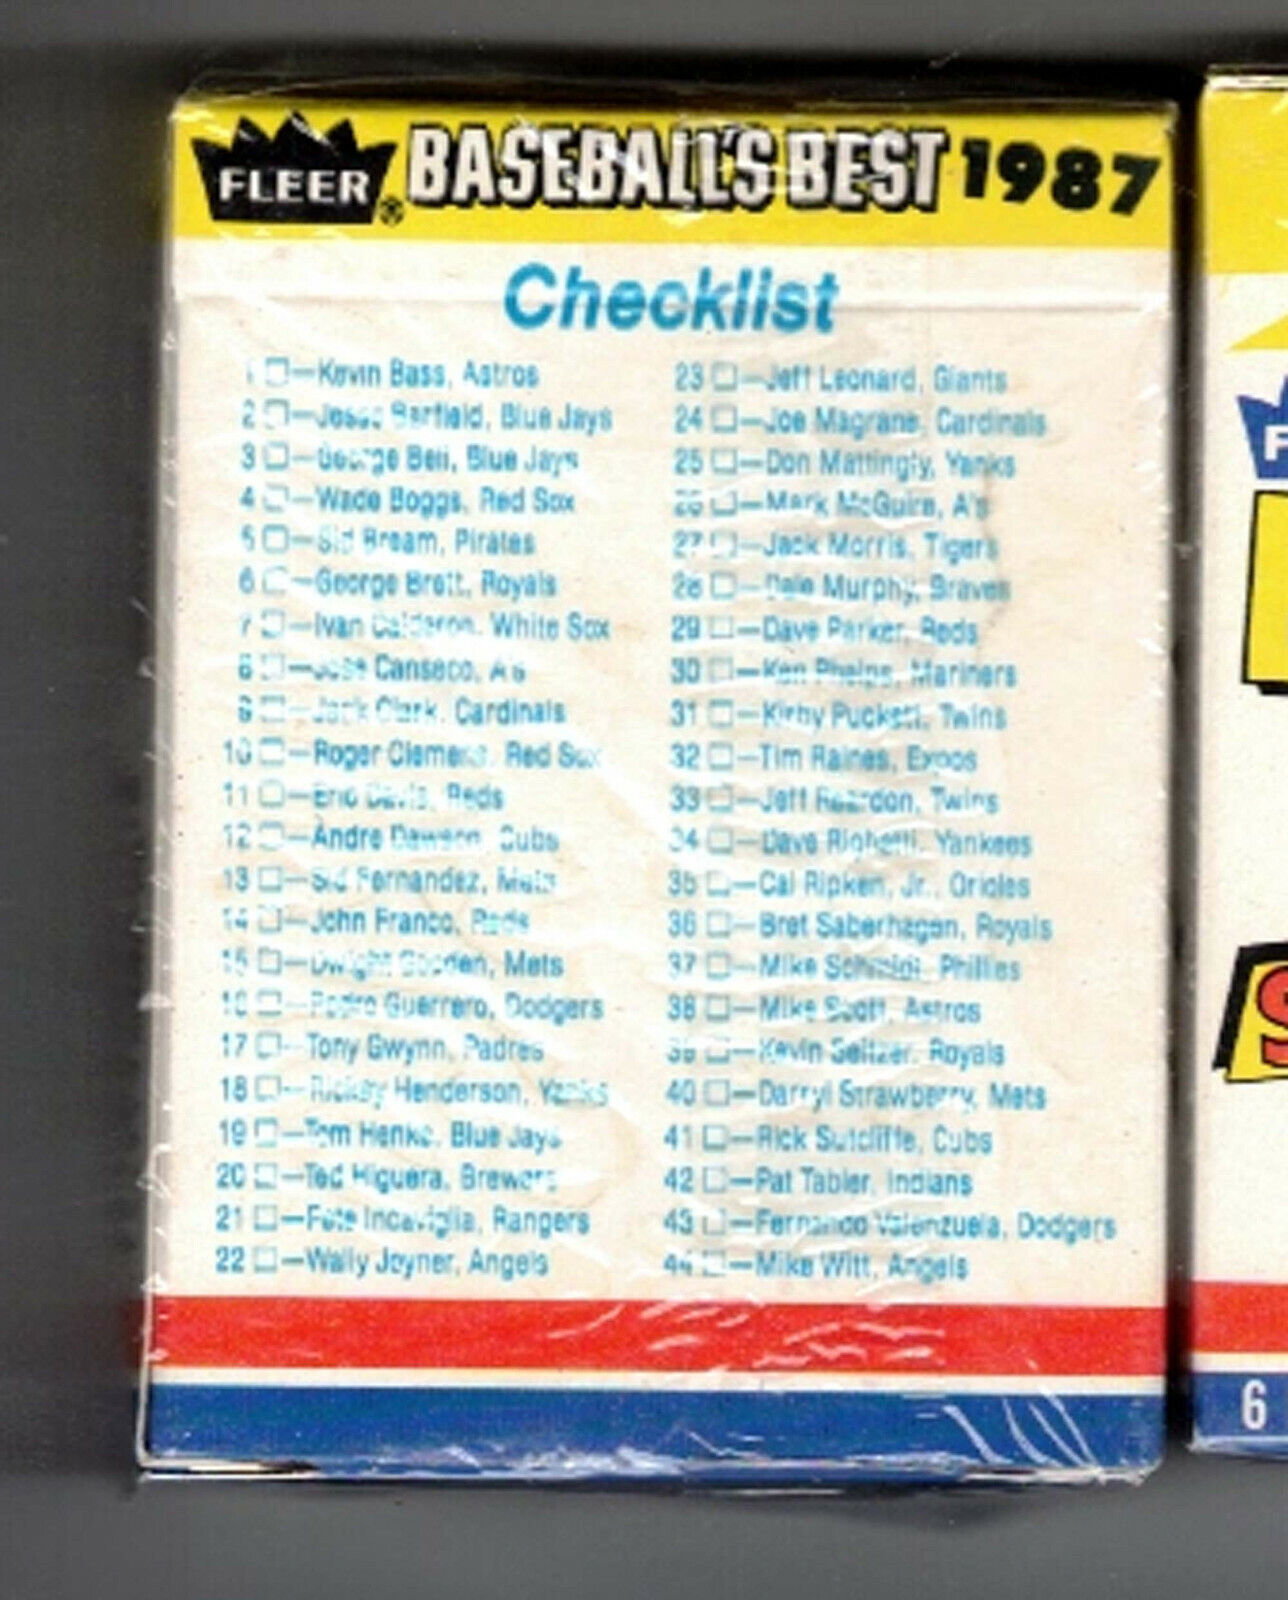 FLEER® BASEBALL'S BEST 1987
Checklist
1 □—Kevin Bass, Astros
2 □—Jesse Barfield, Blue Jays
3 □—George Bell, Blue Jays
4 □—Wade Boggs, Red Sox
5 □—Sid Bream, Pirates
6 □—George Brett, Royals
7 □—Ivan Calderon, White Sox
8 □—Jose Canseco, A's
9 □—Jack Clark, Cardinals
10 □—Roger Clemens, Red Sox
11 □—Eric Davis, Reds
12 □—Andre Dawson, Cubs
13 □—Sid Fernandez, Mets
14 □—John Franco, Reds
15 □—Dwight Gooden, Mets
16 □—Pedro Guerrero, Dodgers
17 □—Tony Gwynn, Padres
18 □—Rickey Henderson, Yanks
19 □—Tom Henke, Blue Jays
20 □—Ted Higuera, Brewers
21 □—Pete Incaviglia, Rangers
22 □—Wally Joyner, Angels
23 □—Jeff Leonard, Giants
24 □—Joe Magrane, Cardinals
25 □—Don Mattingly, Yanks
26 □—Mark McGuire, A's
27 □—Jack Morris, Tigers
28 □—Dale Murphy, Braves
29 □—Dave Parker, Reds
30 □—Ken Phelps, Mariners
31 □—Kirby Puckett, Twins
32 □—Tim Raines, Expos
33 □—Jeff Reardon, Twins
34 □—Dave Righetti, Yankees
35 □—Cal Ripken, Jr., Orioles
36 □—Bret Saberhagen, Royals
37 □—Mike Schmidt, Phillies
38 □—Mike Scott, Astros
39 □—Kevin Seitzer, Royals
40 □—Darryl Strawberry, Mets
41 □—Rick Sutcliffe, Cubs
42 □—Pat Tabler, Indians
43 □—Fernando Valenzuela, Dodgers
44 □—Mike Witt, Angels
F
S
6